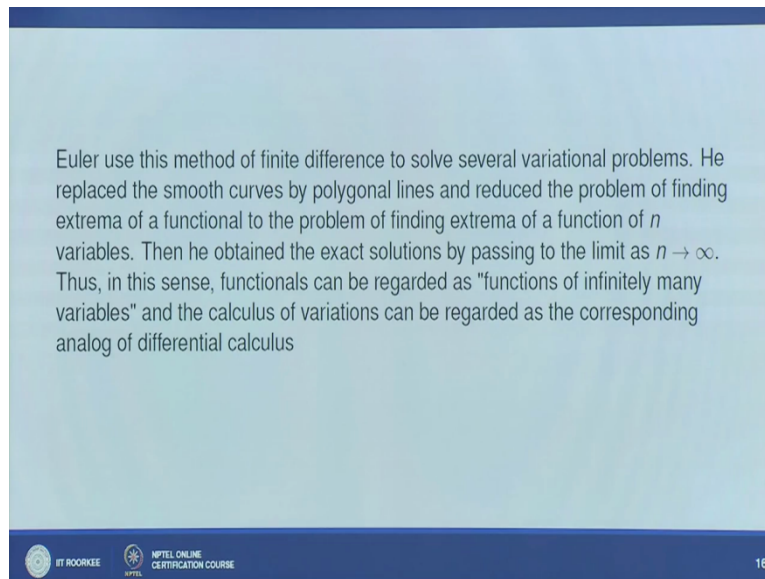 Euler use this method of finite difference to solve several variational problems. He
replaced the smooth curves by polygonal lines and reduced the problem of finding
extrema of a functional to the problem of finding extrema of a function of n
variables. Then he obtained the exact solutions by passing to the limit as n → ∞.
Thus, in this sense, functionals can be regarded as "functions of infinitely many
variables" and the calculus of variations can be regarded as the corresponding
analog of differential calculus
IIT ROORKEE
NPTEL
NPTEL ONLINE
CERTIFICATION COURSE
16